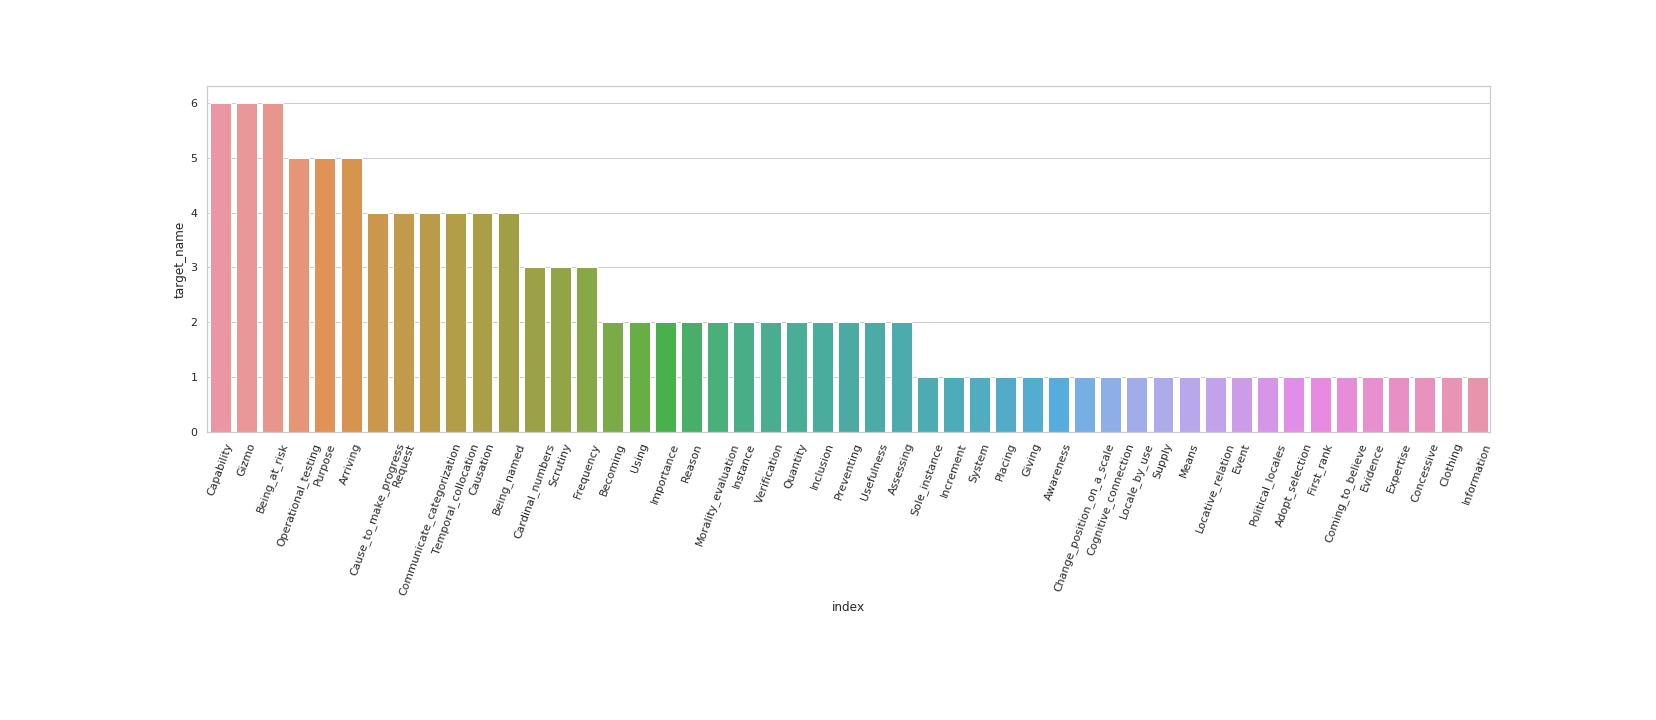 6
5
4
3
2
1
0
target_name
Capability
Gizmo
Being_at_risk
Operational_testing
Purpose
Arriving
Cause_to_make_progress
Request
Communicate_categorization
Temporal_collocation
Causation
Being_named
Cardinal_numbers
Scrutiny
Frequency
Becoming
Using
Importance
Reason
Morality_evaluation
Instance
Verification
Quantity
Inclusion
Preventing
Usefulness
Assessing
Sole_instance
Increment
System
Placing
Giving
Awareness
Change_position_on_a_scale
Cognitive_connection
Locale_by_use
Supply
Means
Locative_relation
Event
Political_locales
Adopt_selection
First_rank
Coming_to_believe
Evidence
Expertise
Concessive
Clothing
Information
index